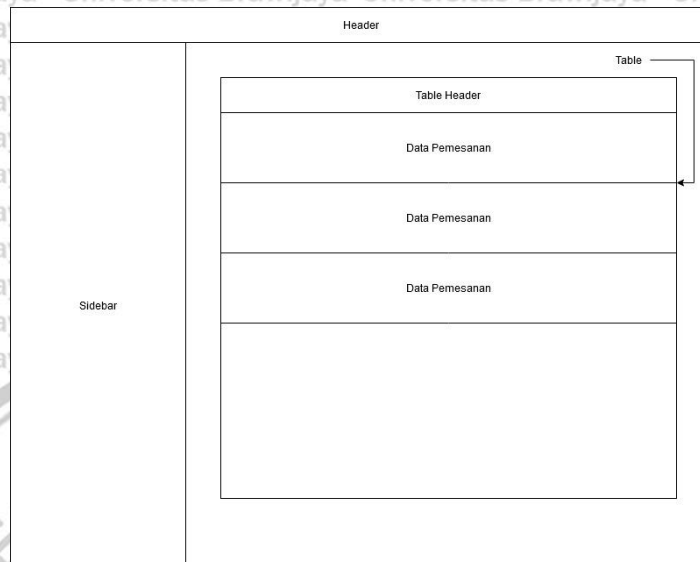 Header
Table
Table Header
Data Pemesanan
Data Pemesanan
Sidebar
Data Pemesanan